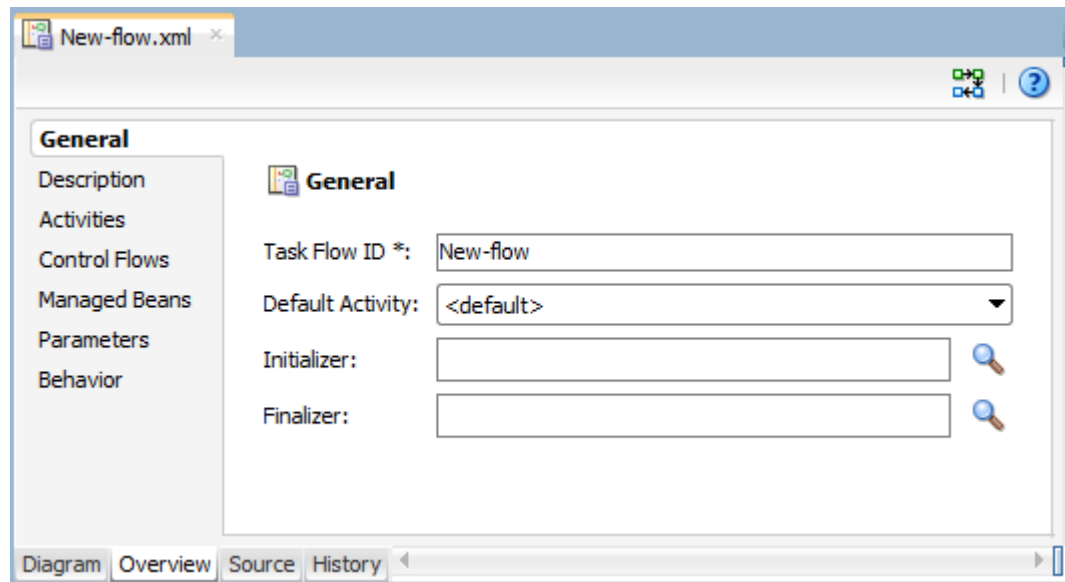 New-flow.xml
General
Description
Activities
Control Flows
Managed Beans
Parameters
Behavior
General
Task Flow ID *: New-flow
Default Activity: <default>
Initializer:
Finalizer:
Diagram Overview Source History